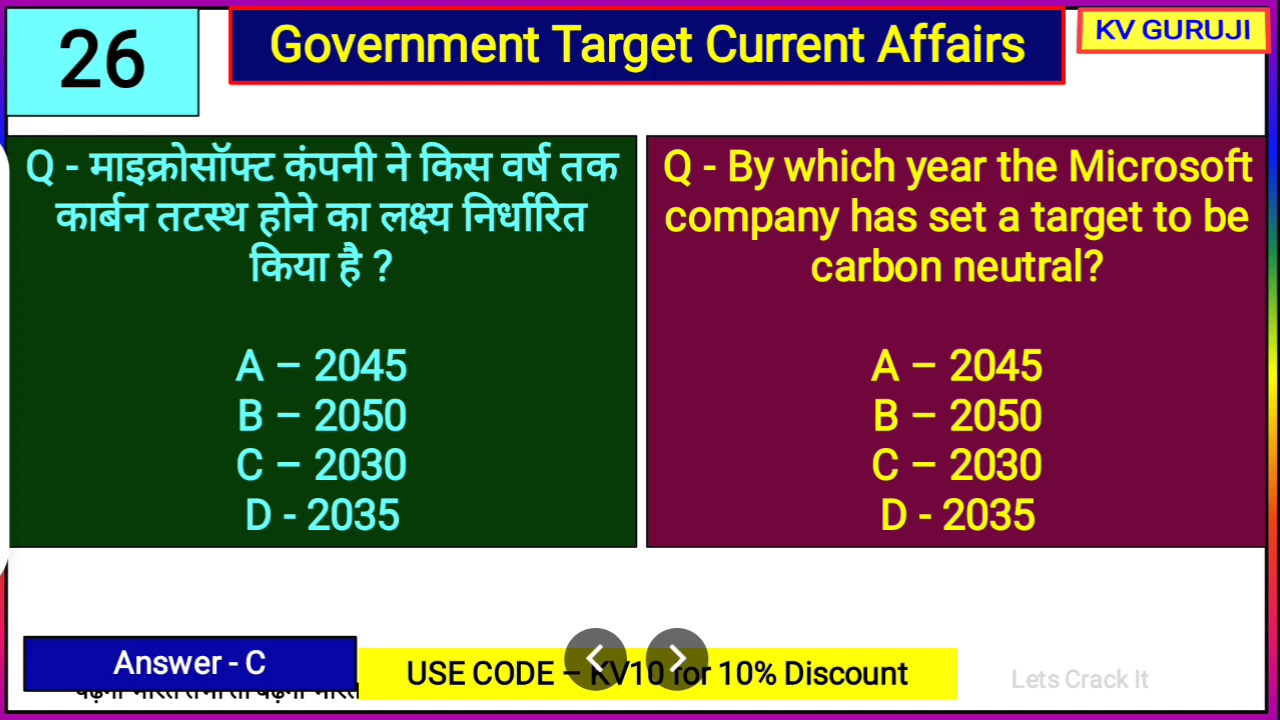 26
Government Target Current Affairs
KV GURUJI
Q - माइक्रोसॉफ्ट कंपनी ने किस वर्ष तक
कार्बन तटस्थ होने का लक्ष्य निर्धारित
किया है ?
A – 2045
B – 2050
C – 2030
D - 2035
Q - By which year the Microsoft
company has set a target to be
carbon neutral?
A – 2045
B – 2050
C – 2030
D - 2035
Answer - C
USE CODE – KV10 for 10% Discount
Lets Crack It